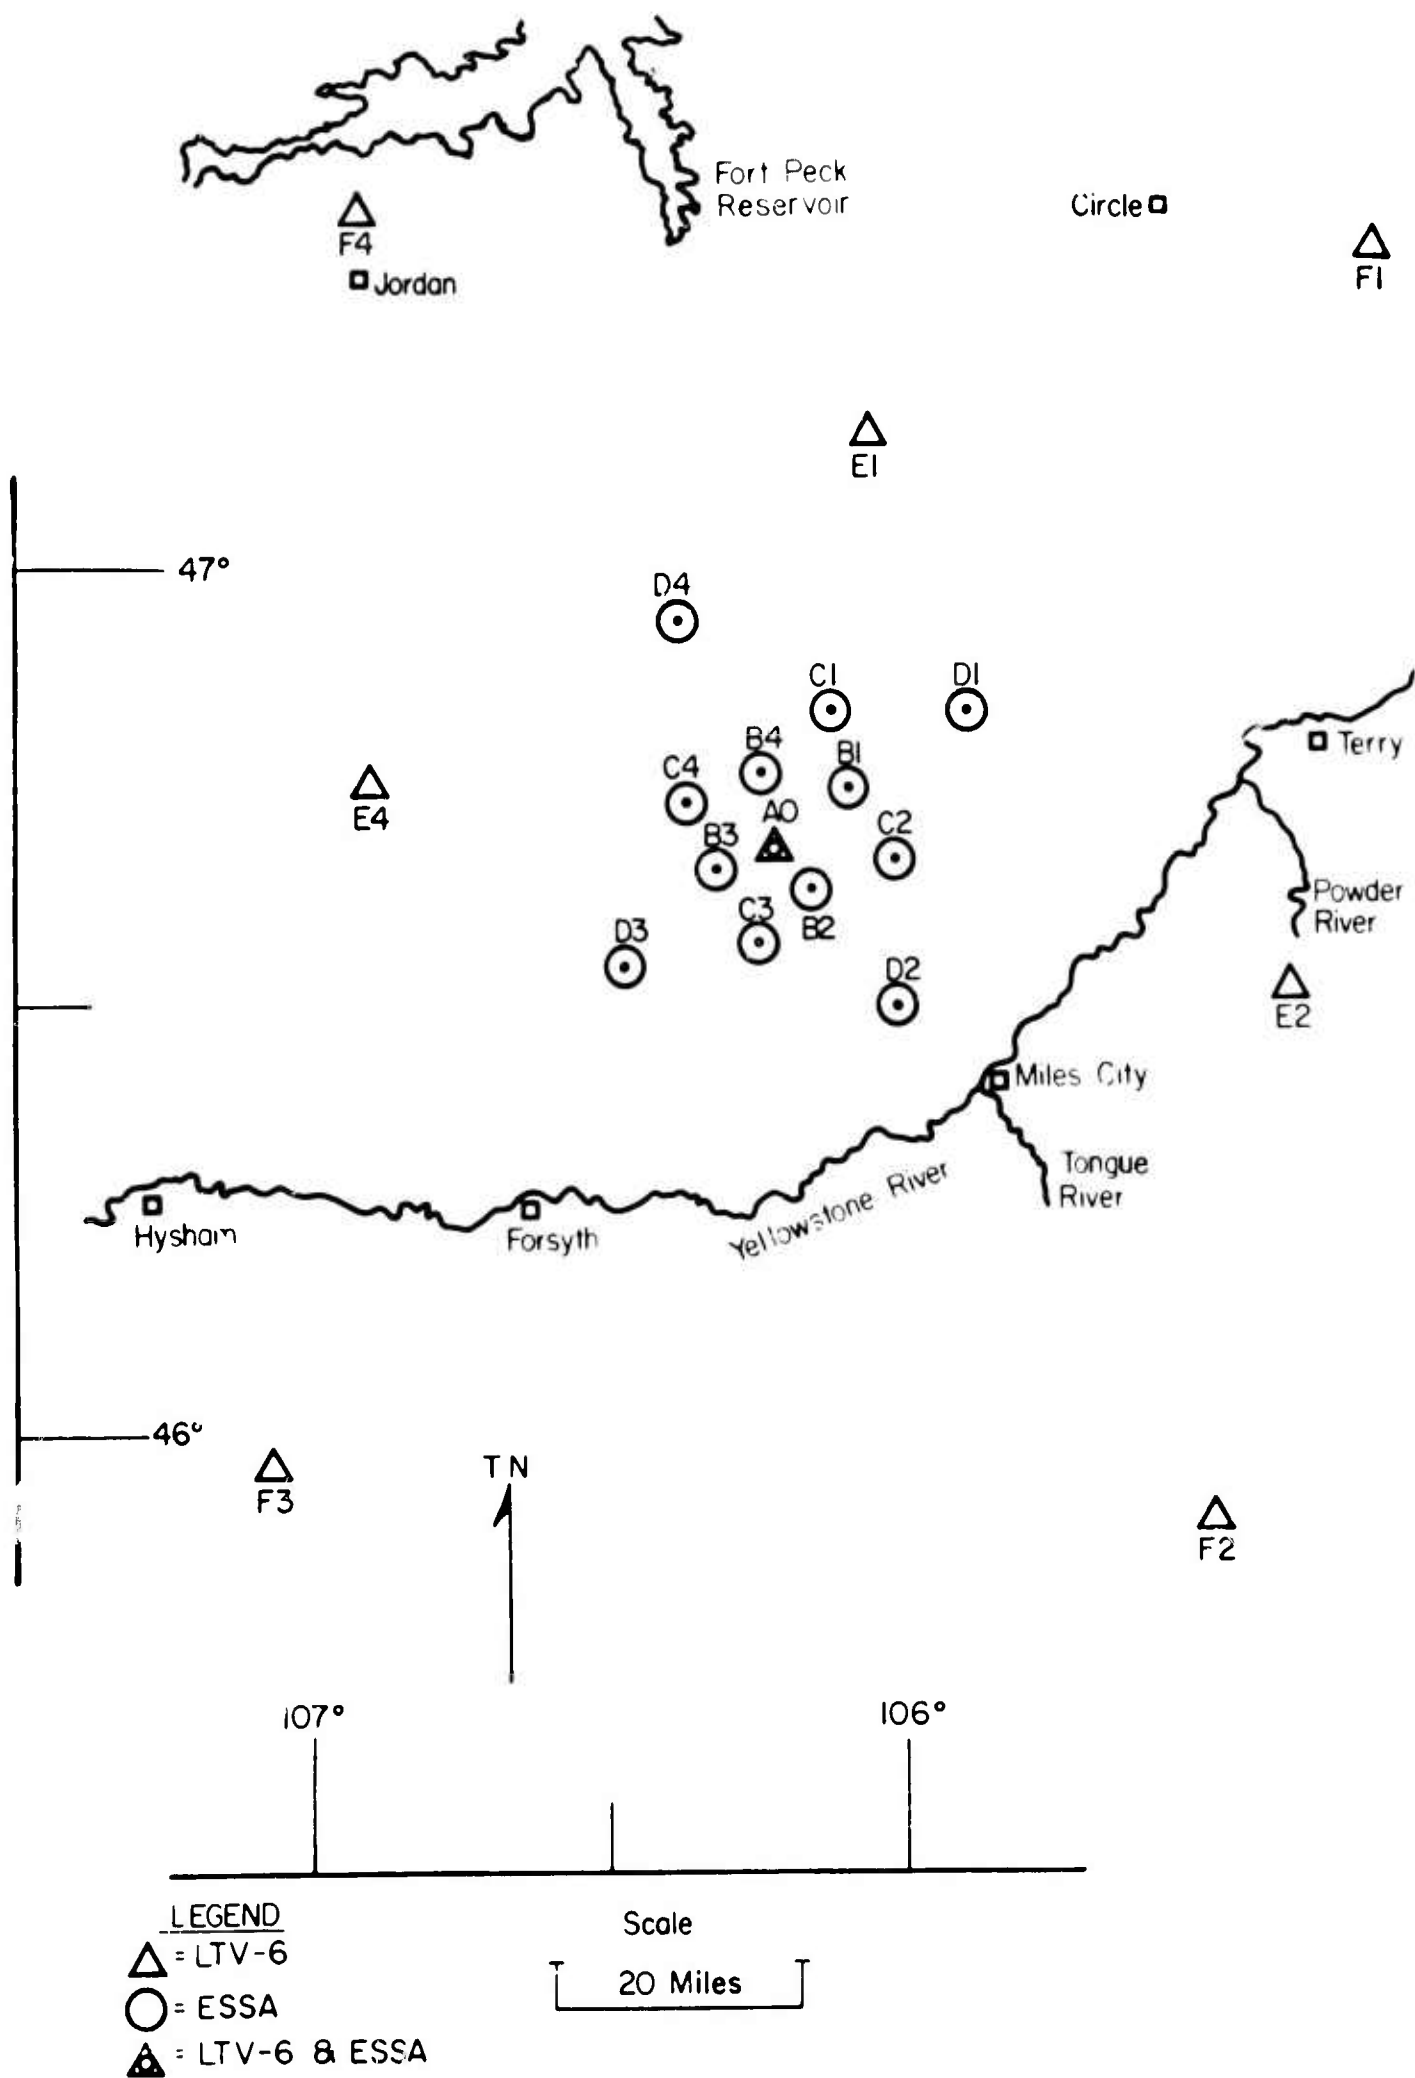 Fort Peck
Reservoir
Circle
F4
Jordan
F1
E1
47°
D4
C1
D1
B4
B1
Terry
C4
E4
A0
B3
C2
Powder
River
C3
B2
D3
D2
E2
Miles City
Tongue
River
Yellowstone River
Hysham
Forsyth
46°
F3
TN
F2
107°
106°
LEGEND
= LTV-6
= ESSA
= LTV-6 & ESSA
Scale
20 Miles